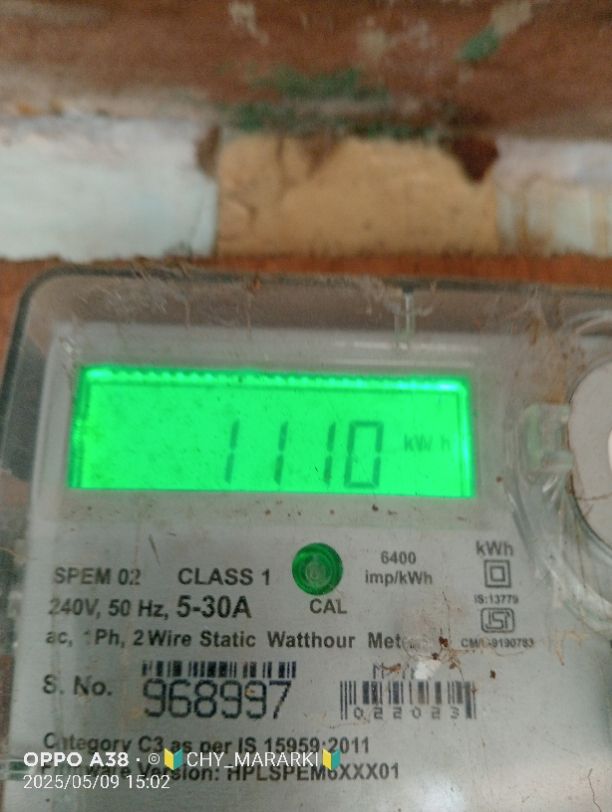 1110 kWh
SPEM 02 CLASS 1 6400 imp/kWh kWh
240V, 50 Hz, 5-30A CAL IS:13779
ac, 1Ph, 2 Wire Static Watthour
S. No. 968997 022023
Category C3 as per IS 15959:2011
Version: HPLSPEM6XXX01
OPPO A38 · ©🔰CHY_MARARKI🔰
2025/05/09 15:02